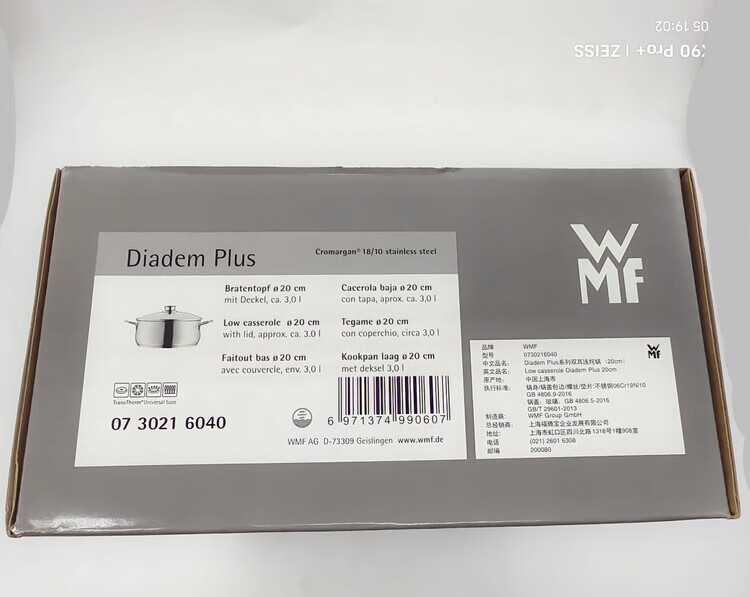 05 19:02
X90 Pro+ | ZEISS
WMF
Diadem Plus
Cromargan® 18/10 stainless steel
Bratentopf ø 20 cm
mit Deckel, ca. 3,0 l
Low casserole ø 20 cm
with lid, approx. ca. 3.0 l
Faitout bas ø 20 cm
avec couvercle, env. 3,0 l
Cacerola baja ø 20 cm
con tapa, aprox. ca. 3,0 l
Tegame ø 20 cm
con coperchio, circa 3,0 l
Kookpan laag ø 20 cm
met deksel 3,0 l
TransTherm® Universal base
07 3021 6040
6 971374 990607
WMF AG D-73309 Geislingen www.wmf.de
WMF
品牌 WMF
型号 0730216040
中文品名: Diadem Plus系列双耳浅炖锅 (20cm)
英文品名: Low casserole Diadem Plus 20cm
原产地: 中国上海市
执行标准: 锅身/锅盖包边/螺丝/垫片:不锈钢06Cr19Ni10
GB 4806.9-2016
锅盖: 玻璃: GB 4806.5-2016
GB/T 29601-2013
制造商: WMF Group GmbH
总经销商: 上海福腾宝企业发展有限公司
地址: 上海市虹口区四川北路1318号1幢908室
电话 (021) 2601 6308
邮编 200080